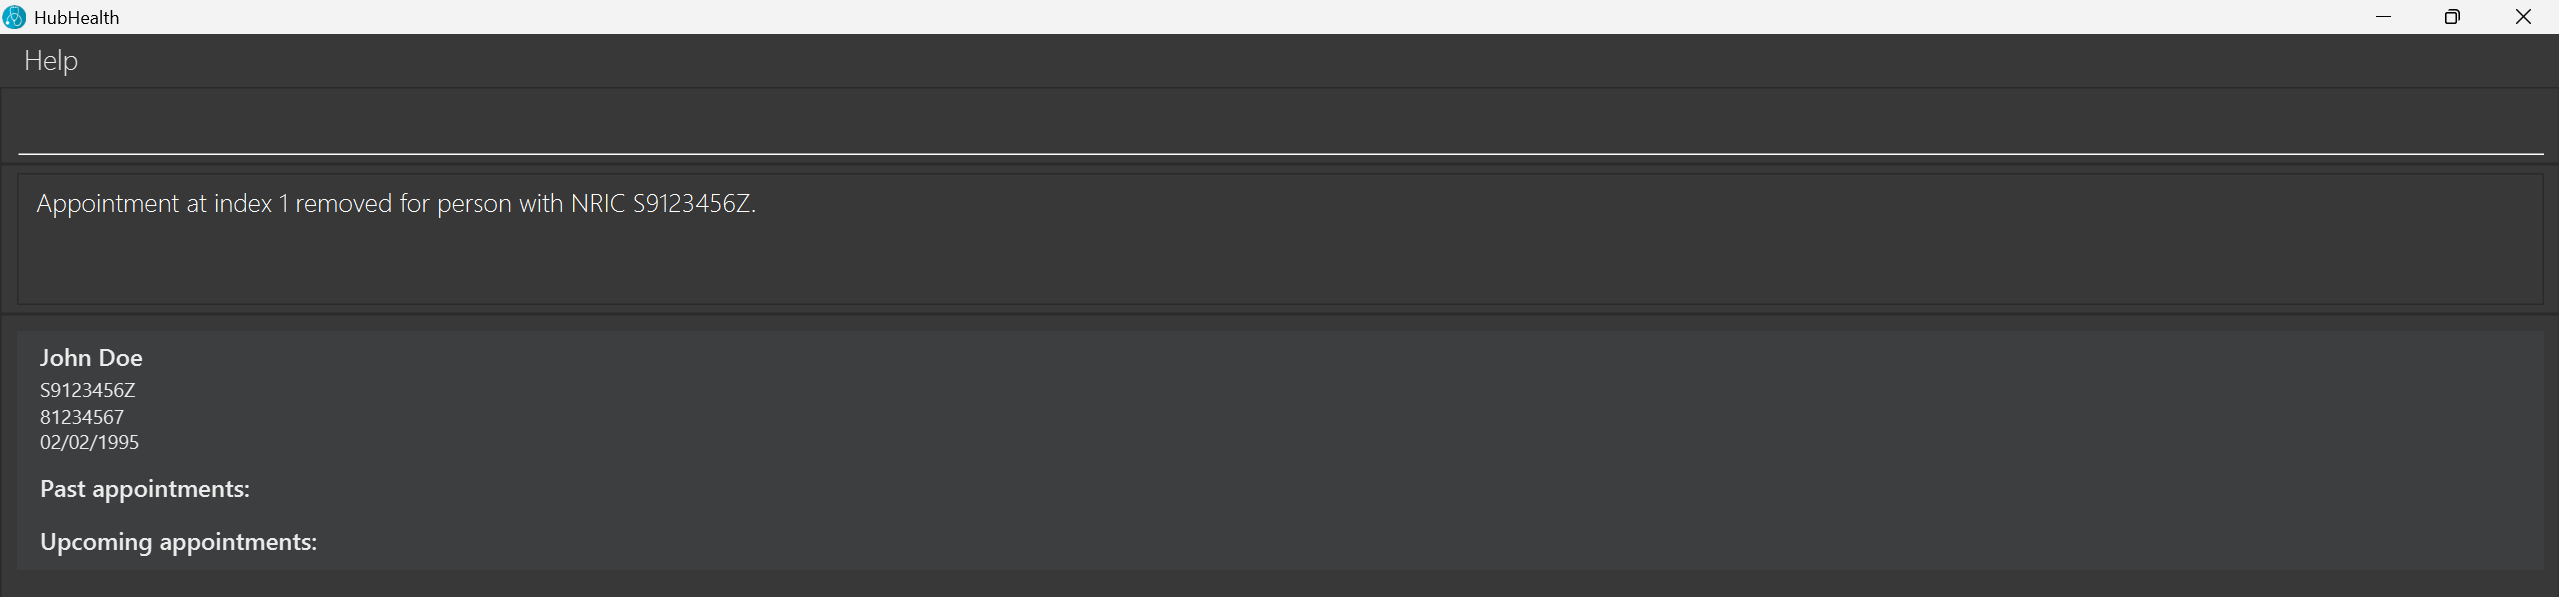 HubHealth
Help
Appointment at index 1 removed for person with NRIC S9123456Z.
John Doe
S9123456Z
81234567
02/02/1995
Past appointments:
Upcoming appointments: